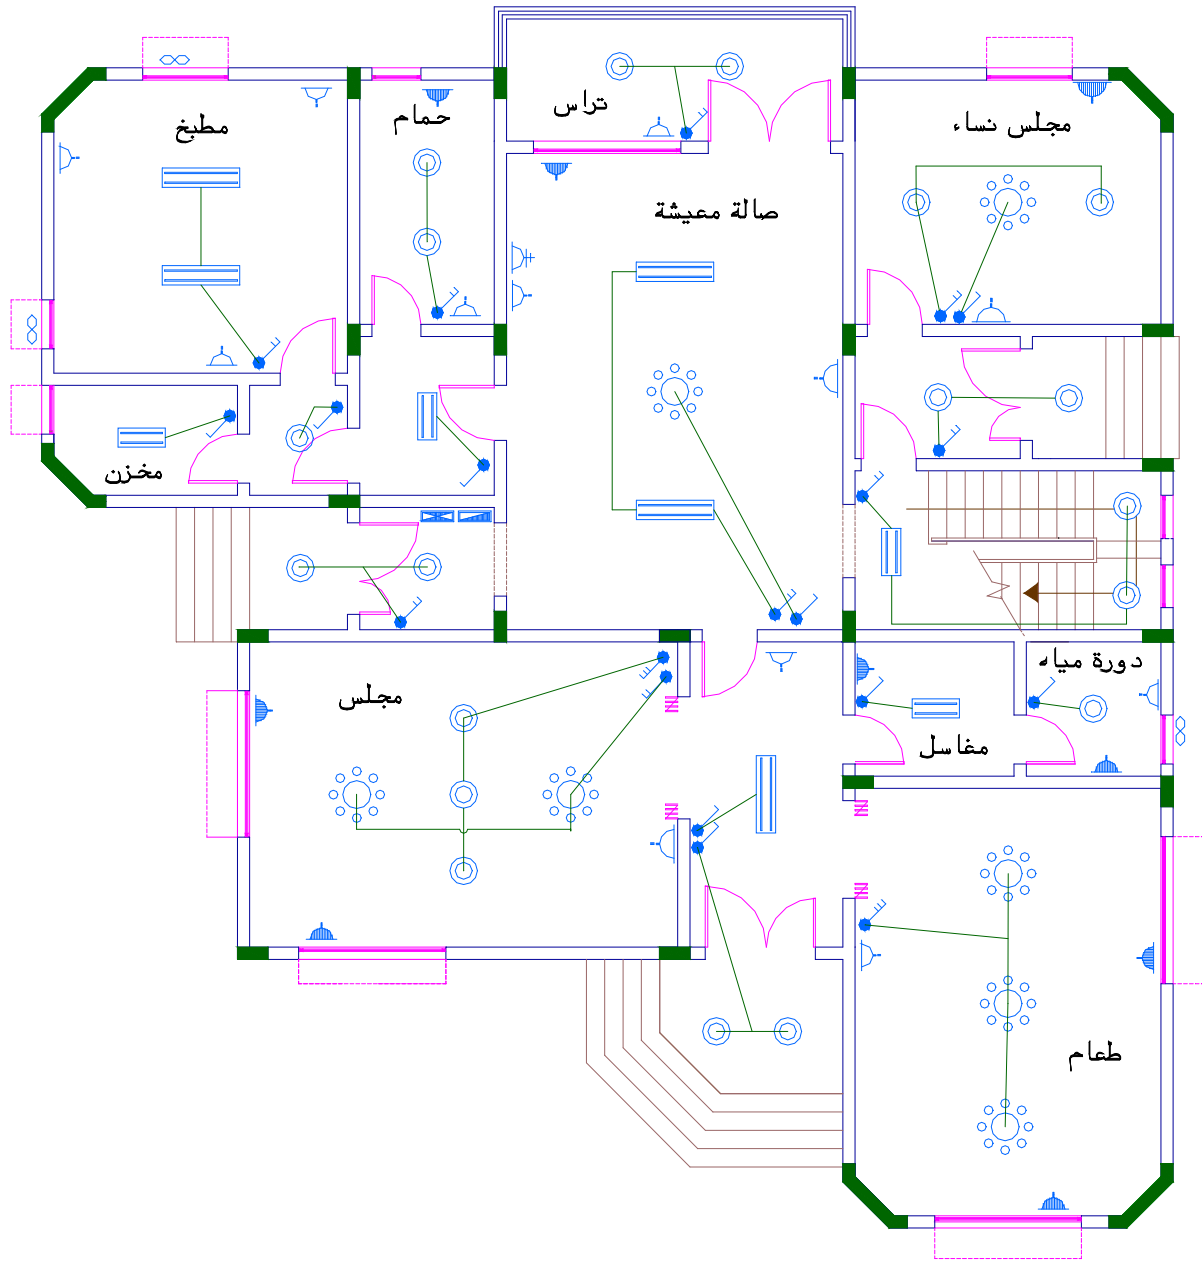 تراس
حمام
مطبخ
مجلس نساء
صالة معيشة
مخزن
دورة مياه
مجلس
مغاسل
طعام